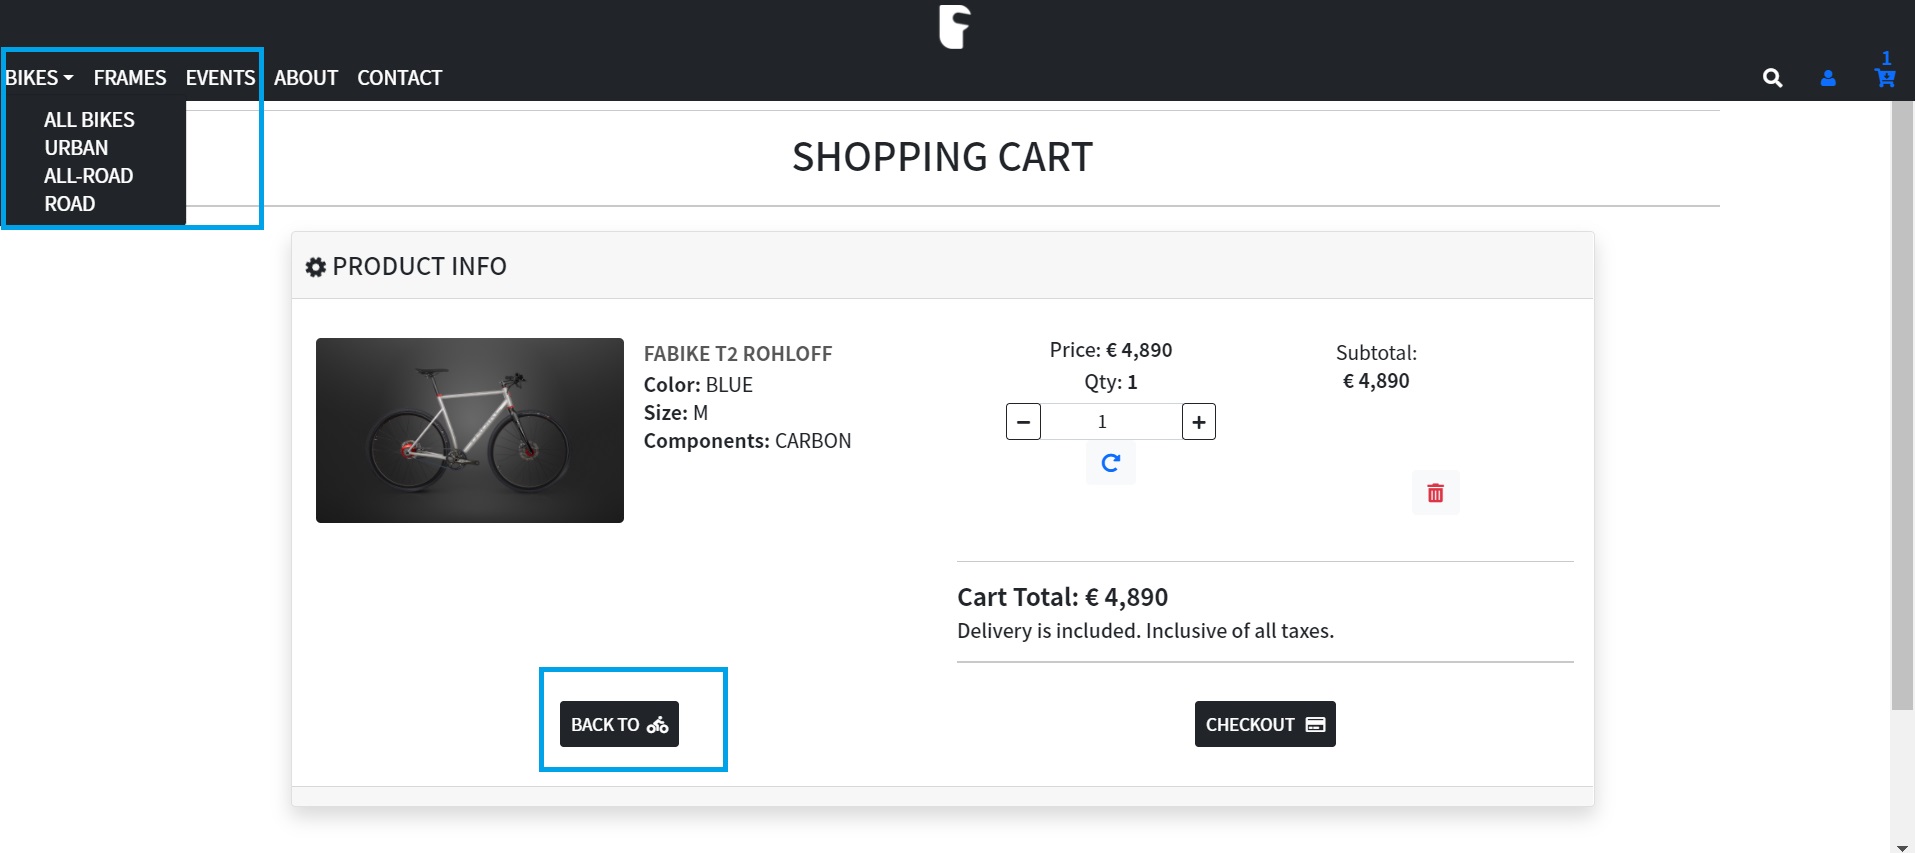 1
BIKES FRAMES EVENTS ABOUT CONTACT
ALL BIKES
URBAN
ALL-ROAD
ROAD
SHOPPING CART
PRODUCT INFO
FABIKE T2 ROHLOFF
Color: BLUE
Size: M
Components: CARBON
Price: € 4,890
Qty: 1
− 1 +
Subtotal:
€ 4,890
Cart Total: € 4,890
Delivery is included. Inclusive of all taxes.
BACK TO
CHECKOUT